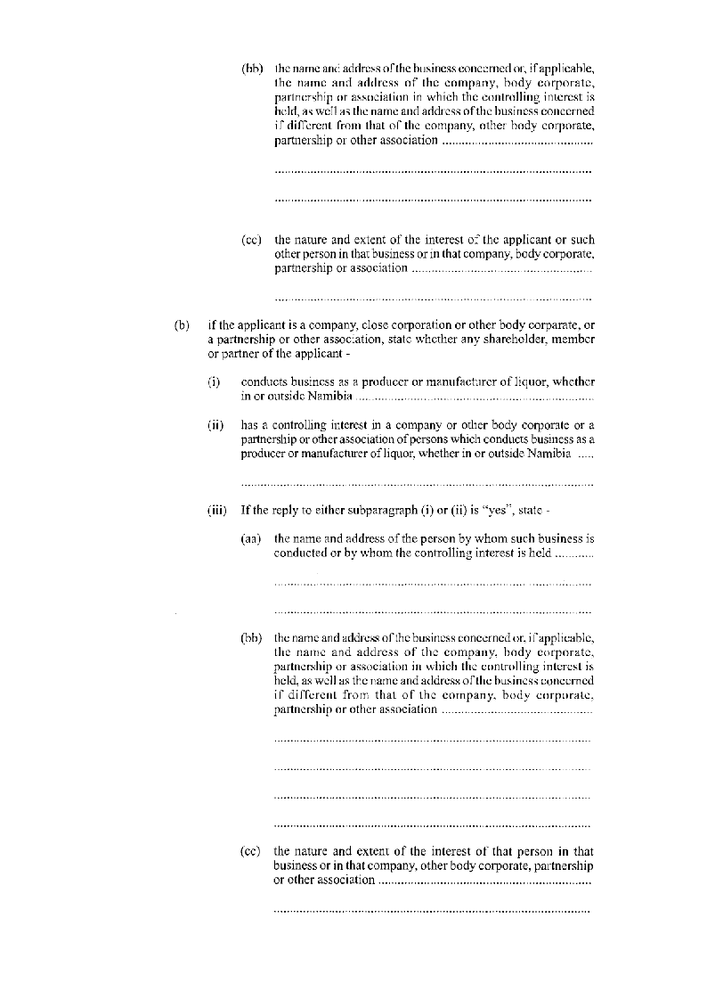 (bb) the name and address of the business concerned or, if applicable,
the name and address of the company, body corporate,
partnership or association in which the controlling interest is
held, as well as the name and address of the business concerned
if different from that of the company, other body corporate,
partnership or other association ..............................................
................................................................................................
................................................................................................
(cc) the nature and extent of the interest of the applicant or such
other person in that business or in that company, body corporate,
partnership or association .......................................................
................................................................................................
(b) if the applicant is a company, close corporation or other body corparate, or
a partnership or other association, state whether any shareholder, member
or partner of the applicant -
(i) conducts business as a producer or manufacturer of liquor, whether
in or outside Namibia .........................................................................
(ii) has a controlling interest in a company or other body corporate or a
partnership or other association of persons which conducts business as a
producer or manufacturer of liquor, whether in or outside Namibia .....
...........................................................................................................
(iii) If the reply to either subparagraph (i) or (ii) is “yes”, state -
(aa) the name and address of the person by whom such business is
conducted or by whom the controlling interest is held ............
................................................................................................
................................................................................................
(bb) the name and address of the business concerned or, if applicable,
the name and address of the company, body corporate,
partnership or association in which the controlling interest is
held, as well as the name and address of the business concerned
if different from that of the company, body corporate,
partnership or other association ..............................................
................................................................................................
................................................................................................
................................................................................................
................................................................................................
(cc) the nature and extent of the interest of that person in that
business or in that company, other body corporate, partnership
or other association .................................................................
................................................................................................